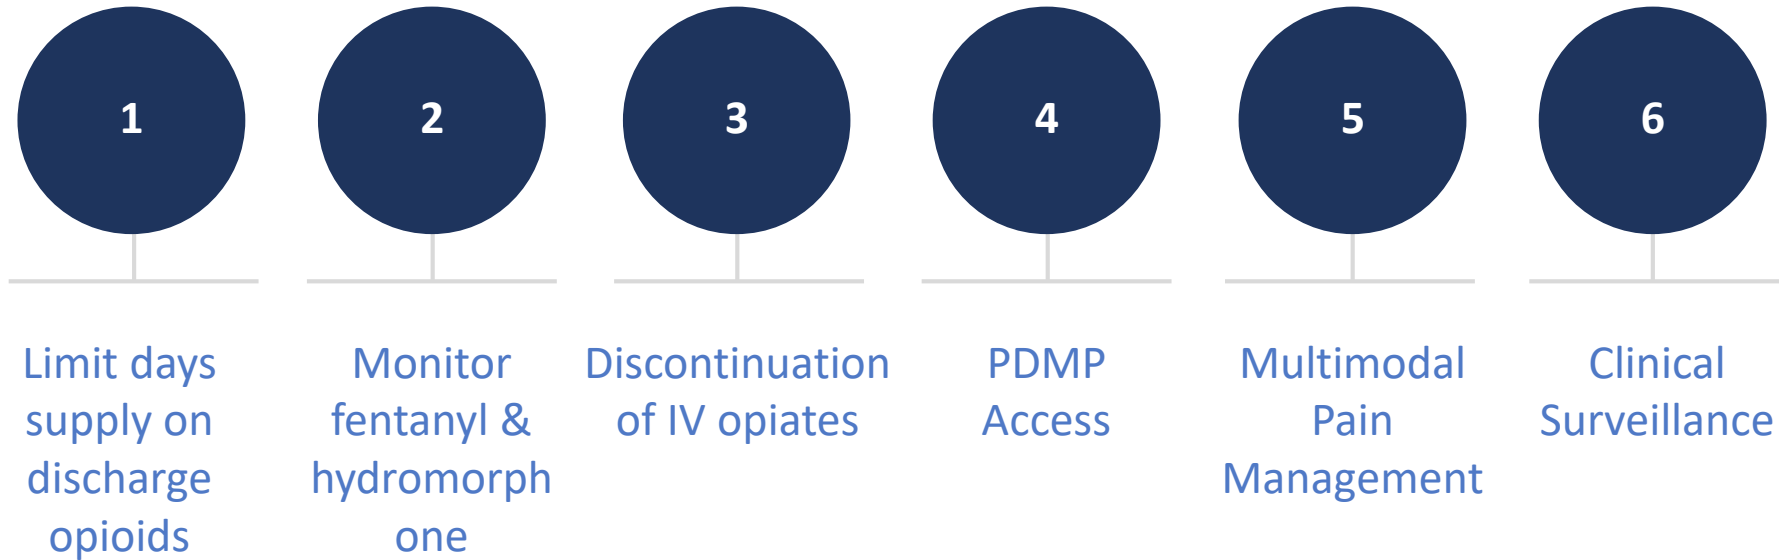 1
Limit days
supply on
discharge
opioids
2
Monitor
fentanyl &
hydromorph
one
3
Discontinuation
of IV opiates
4
PDMP
Access
5
Multimodal
Pain
Management
6
Clinical
Surveillance